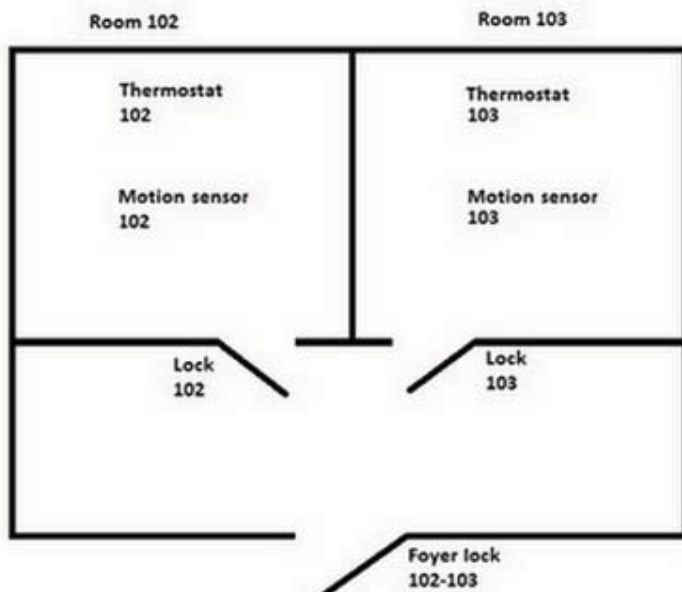 Room 102
Room 103
Thermostat
102
Thermostat
103
Motion sensor
102
Motion sensor
103
Lock
102
Lock
103
Foyer lock
102-103